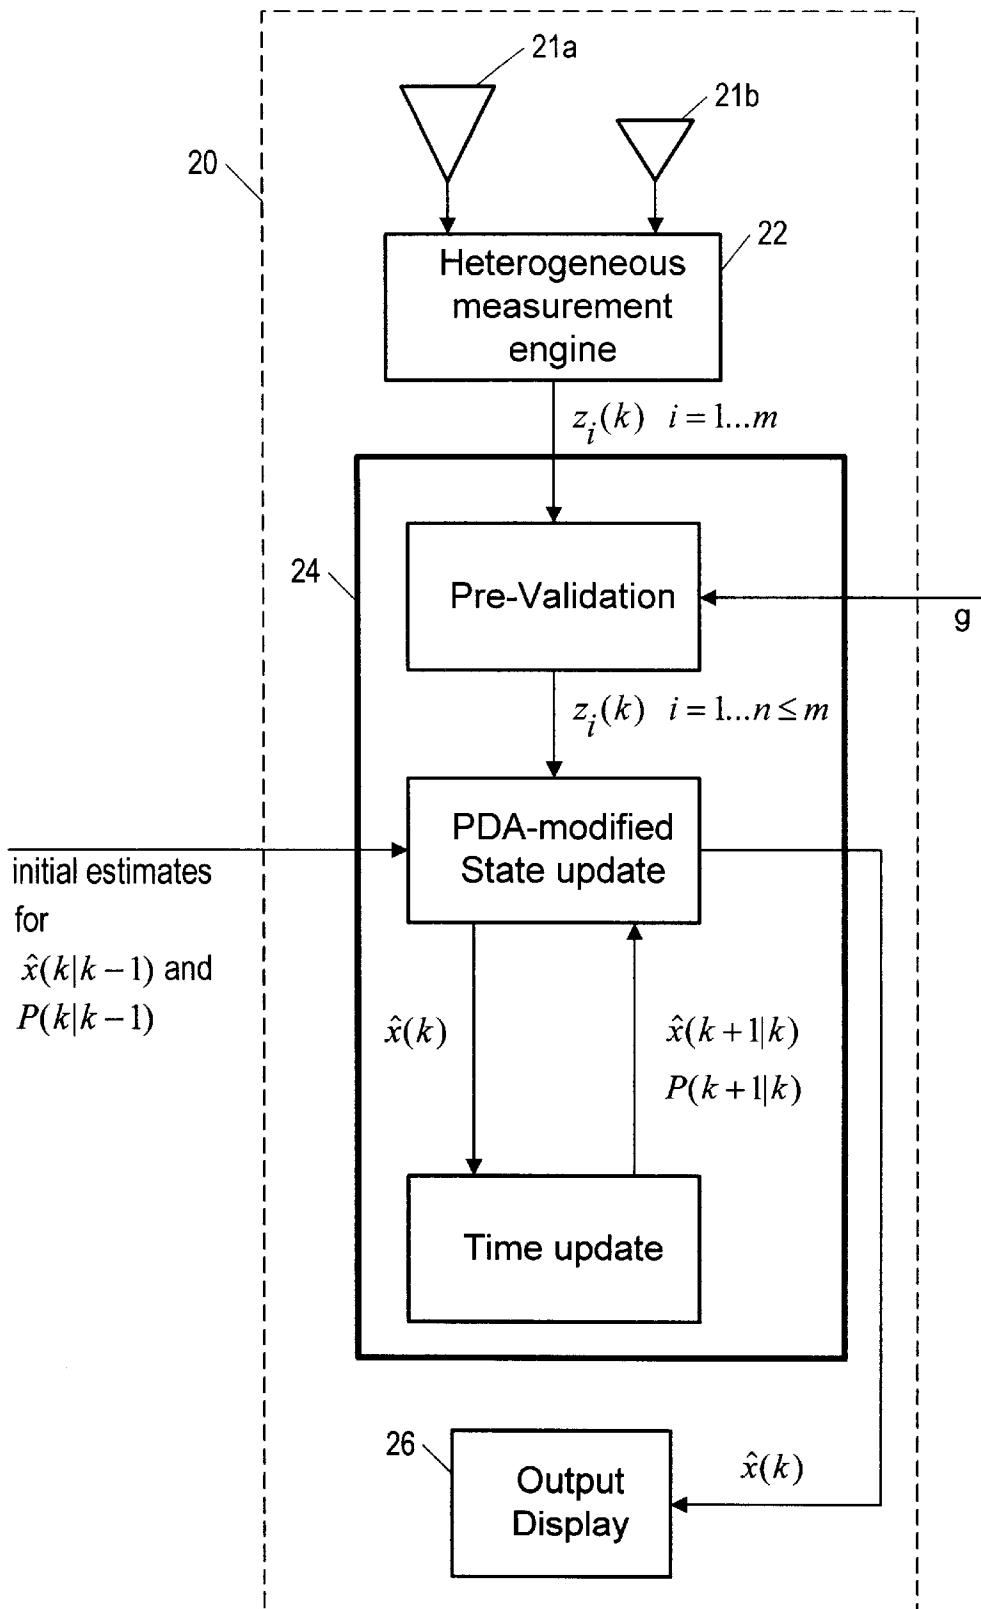 21a
21b
20
22
Heterogeneous
measurement
engine
z_i(k) i = 1...m
24
Pre-Validation
g
z_i(k) i = 1...n ≤ m
PDA-modified
State update
initial estimates
for
x̂(k|k − 1) and
P(k|k − 1)
x̂(k)
x̂(k + 1|k)
P(k + 1|k)
Time update
26
Output
Display
x̂(k)